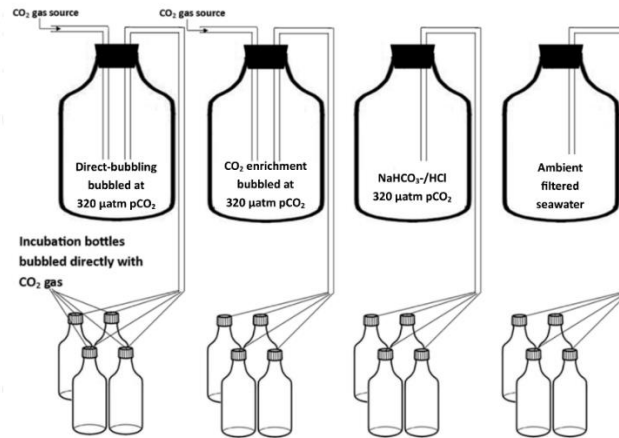 CO₂ gas source
CO₂ gas source
Direct-bubbling
bubbled at
320 µatm pCO₂
CO₂ enrichment
bubbled at
320 µatm pCO₂
NaHCO₃-/HCl
320 µatm pCO₂
Ambient
filtered
seawater
Incubation bottles
bubbled directly with
CO₂ gas